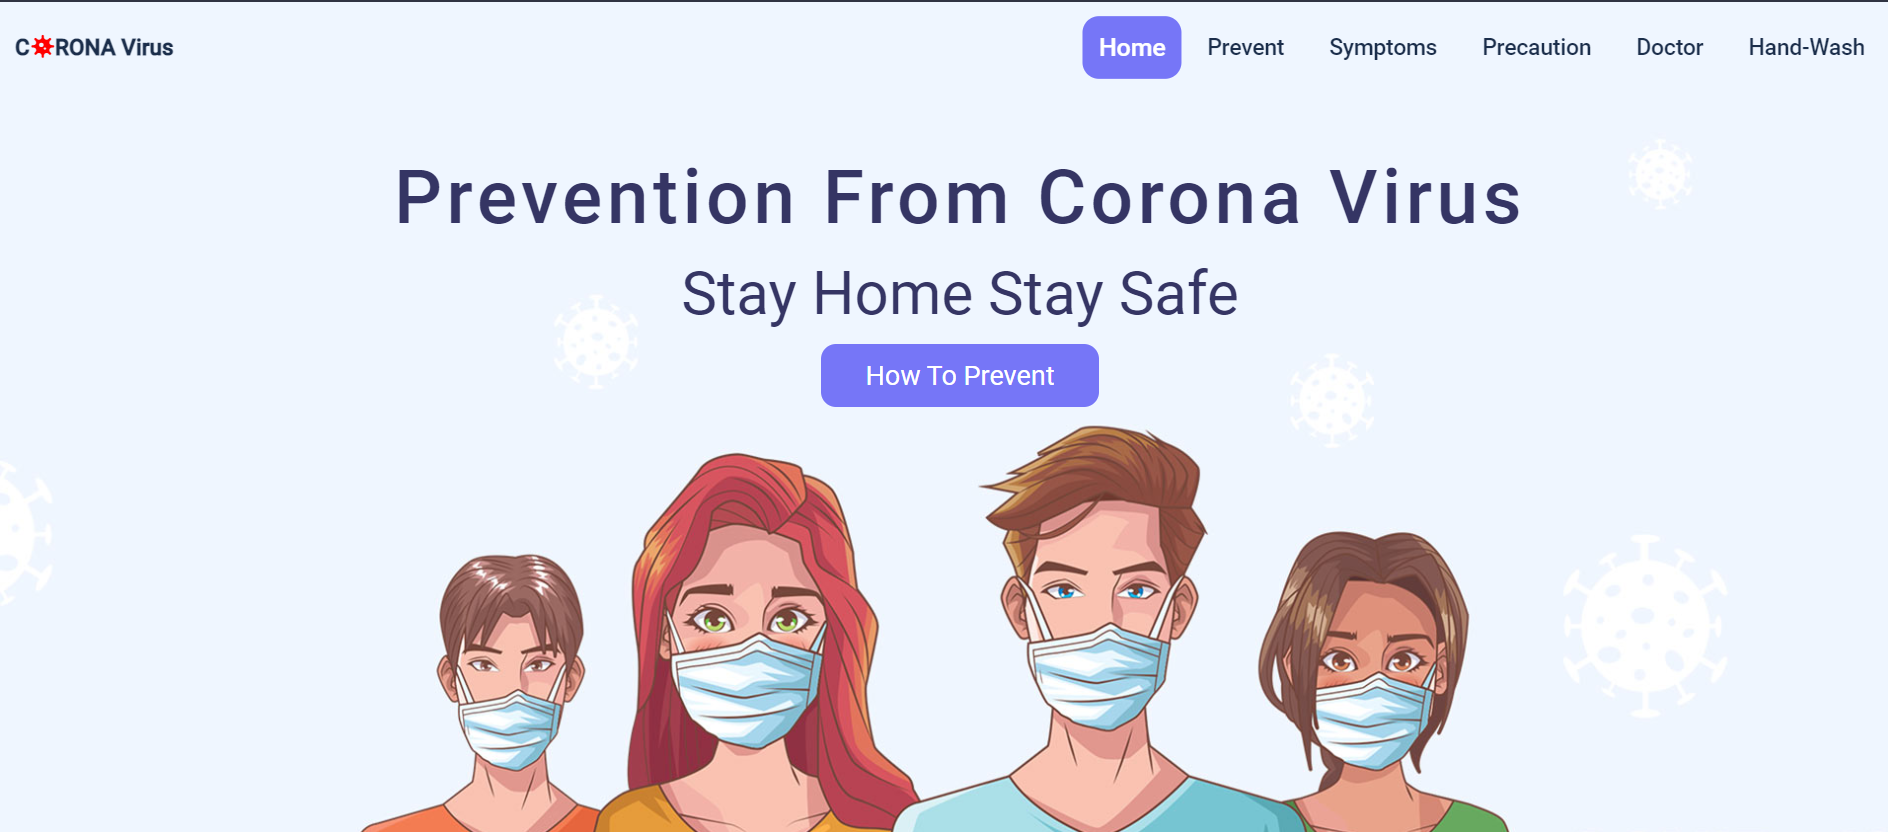 CORONA Virus
Home Prevent Symptoms Precaution Doctor Hand-Wash
Prevention From Corona Virus
Stay Home Stay Safe
How To Prevent